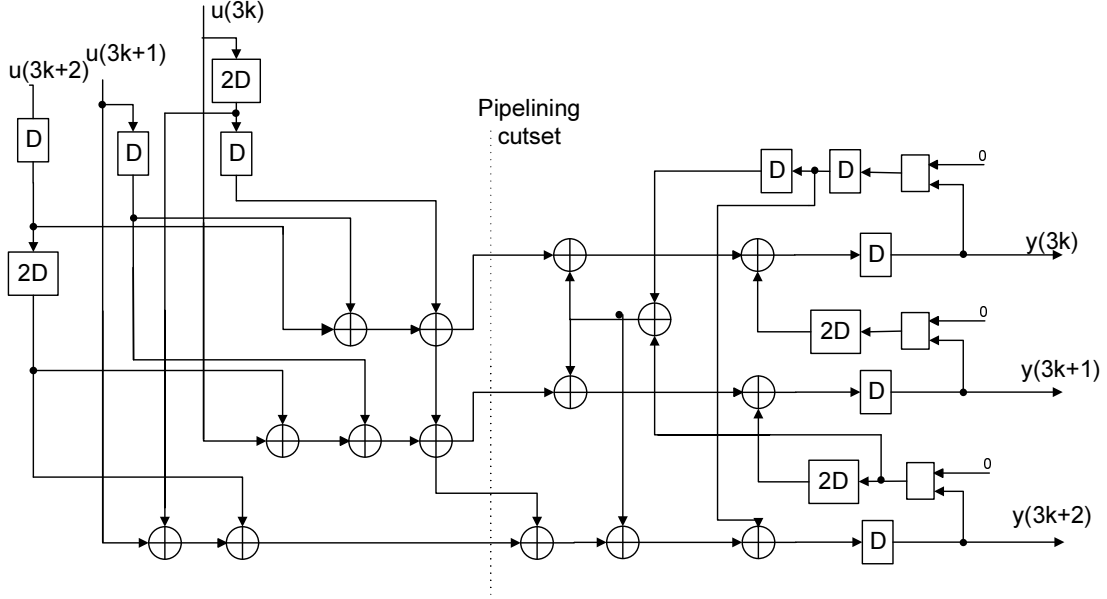 u(3k)
u(3k+1)
u(3k+2)
2D
D
D
D
2D
Pipelining
cutset
D
D
0
D
y(3k)
2D
0
D
y(3k+1)
2D
0
D
y(3k+2)